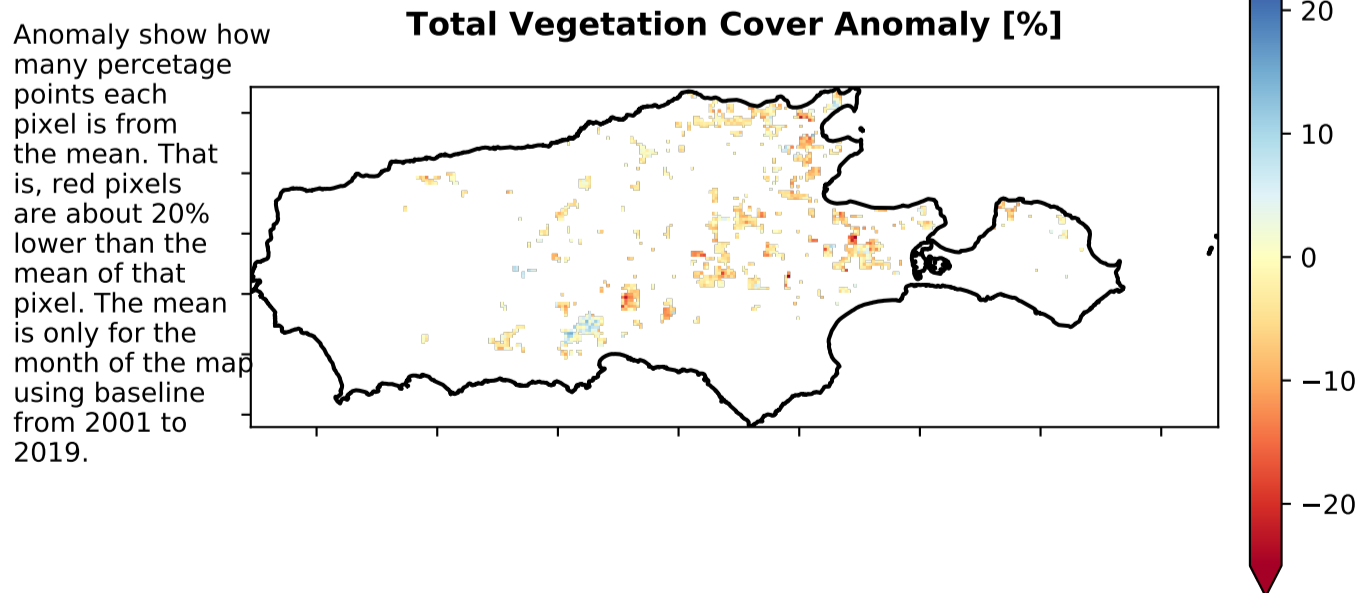 Total Vegetation Cover Anomaly [%]
Anomaly show how
many percetage
points each
pixel is from
the mean. That
is, red pixels
are about 20%
lower than the
mean of that
pixel. The mean
is only for the
month of the map
using baseline
from 2001 to
2019.
20
10
0
−10
−20